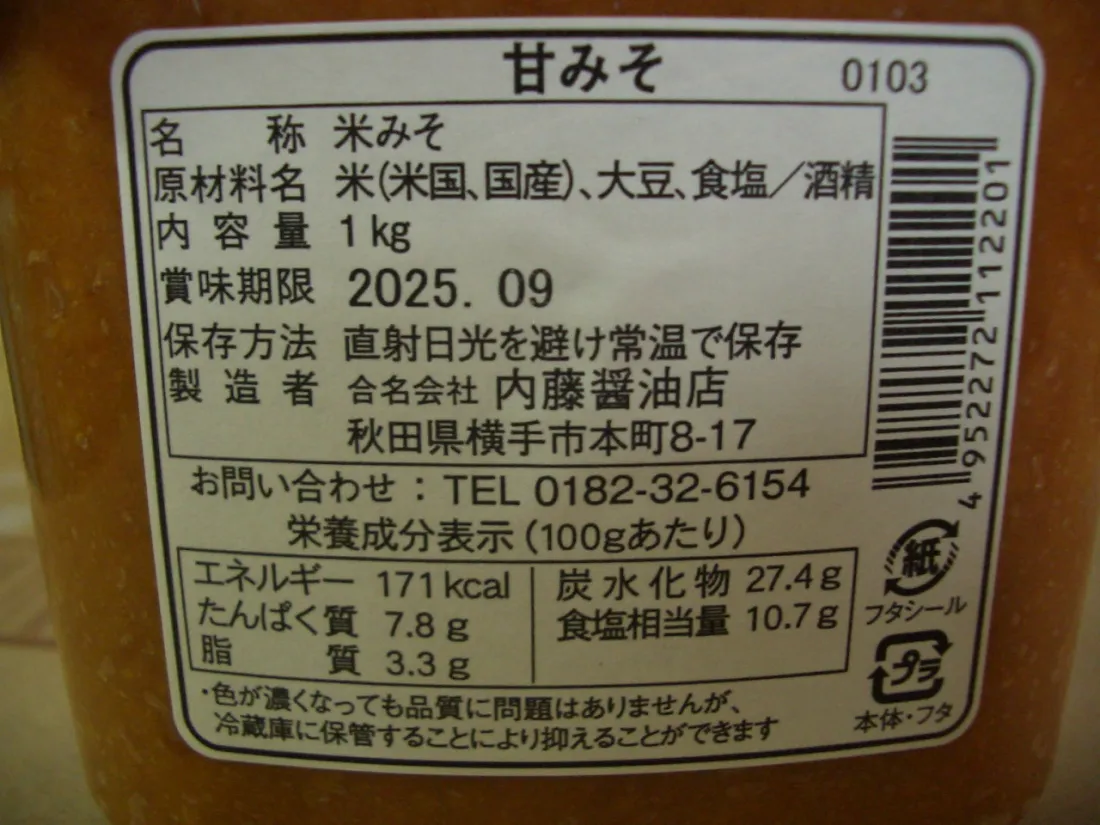 甘みそ 0103
名称 米みそ
原材料名 米(米国、国産)、大豆、食塩／酒精
内容量 1kg
賞味期限 2025. 09
保存方法 直射日光を避け常温で保存
製造者 合名会社 内藤醤油店
秋田県横手市本町8-17
お問い合わせ：TEL 0182-32-6154
栄養成分表示(100gあたり)
エネルギー 171kcal
たんぱく質 7.8g
脂質 3.3g
炭水化物 27.4g
食塩相当量 10.7g
・色が濃くなっても品質に問題はありませんが、
冷蔵庫に保管することにより抑えることができます
4952272112201
紙
フタシール
プラ
本体・フタ